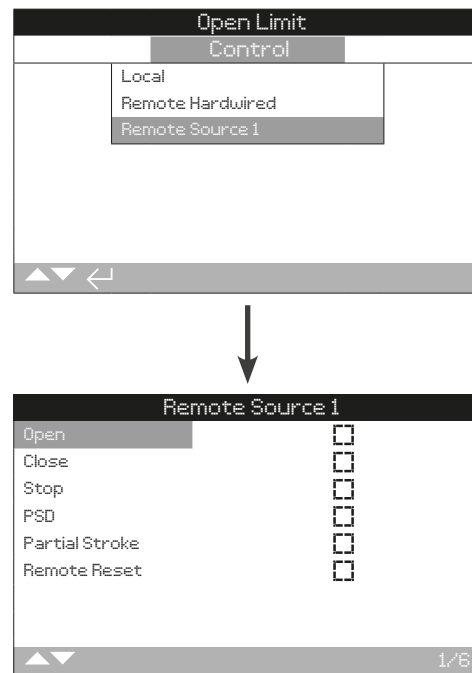 Open Limit
Control
Local
Remote Hardwired
Remote Source 1
Remote Source 1
Open
Close
Stop
PSD
Partial Stroke
Remote Reset
1/6